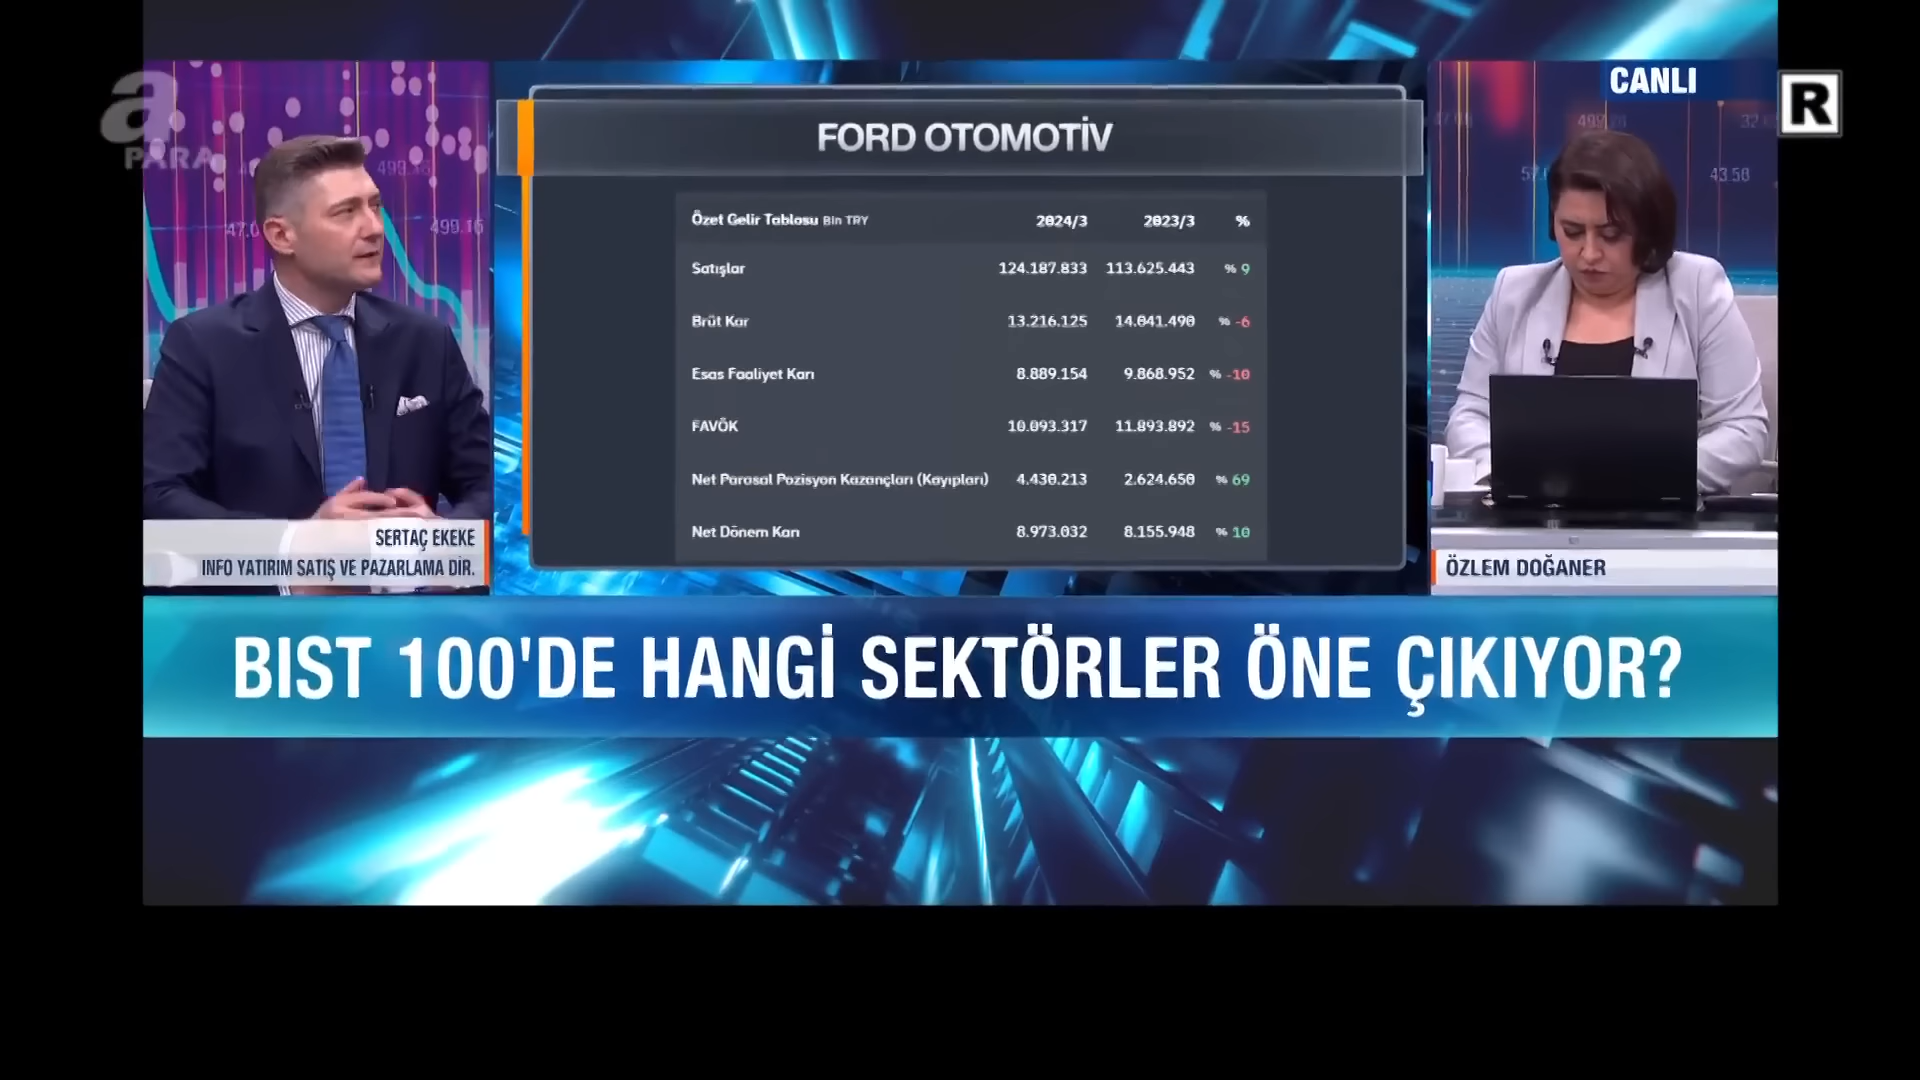 a
PARA
CANLI
R
FORD OTOMOTİV
Özet Gelir Tablosu Bin TRY 2024/3 2023/3 %
Satışlar 124.187.833 113.625.443 % 9
Brüt Kar 13.216.125 14.041.490 % -6
Esas Faaliyet Karı 8.889.154 9.868.952 % -10
FAVÖK 10.093.317 11.893.892 % -15
Net Parasal Pozisyon Kazançları (Kayıpları) 4.430.213 2.624.650 % 69
Net Dönem Karı 8.973.032 8.155.948 % 10
499.16
43.58
SERTAÇ EKEKE
INFO YATIRIM SATIŞ VE PAZARLAMA DİR.
ÖZLEM DOĞANER
BIST 100'DE HANGİ SEKTÖRLER ÖNE ÇIKIYOR?